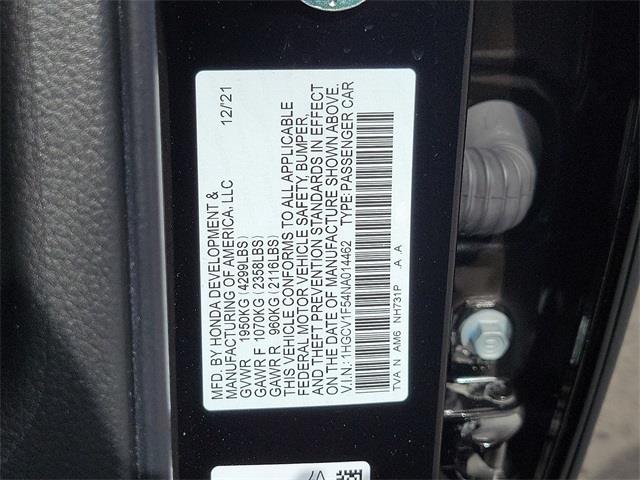 MFD. BY HONDA DEVELOPMENT &
MANUFACTURING OF AMERICA, LLC 12/21
GVWR 1950KG (4299LBS)
GAWR F 1070KG (2358LBS)
GAWR R 960KG (2116LBS)
THIS VEHICLE CONFORMS TO ALL APPLICABLE
FEDERAL MOTOR VEHICLE SAFETY, BUMPER,
AND THEFT PREVENTION STANDARDS IN EFFECT
ON THE DATE OF MANUFACTURE SHOWN ABOVE.
V.I.N.: 1HGCV1F54NA014462 TYPE: PASSENGER CAR
TVA N AM6 NH731P .A .A